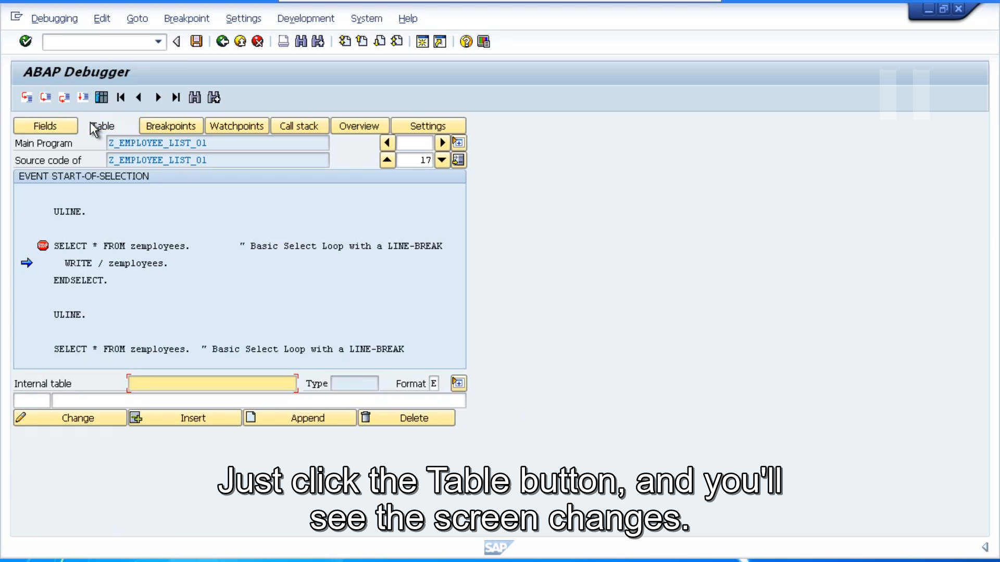 Debugging Edit Goto Breakpoint Settings Development System Help
ABAP Debugger
Fields Table Breakpoints Watchpoints Call stack Overview Settings
Main Program Z_EMPLOYEE_LIST_01
Source code of Z_EMPLOYEE_LIST_01 17
EVENT START-OF-SELECTION
ULINE.
STOP SELECT * FROM zemployees. " Basic Select Loop with a LINE-BREAK
WRITE / zemployees.
ENDSELECT.
ULINE.
SELECT * FROM zemployees. " Basic Select Loop with a LINE-BREAK
Internal table Type Format E
Change Insert Append Delete
Just click the Table button, and you'll
see the screen changes.
SAP